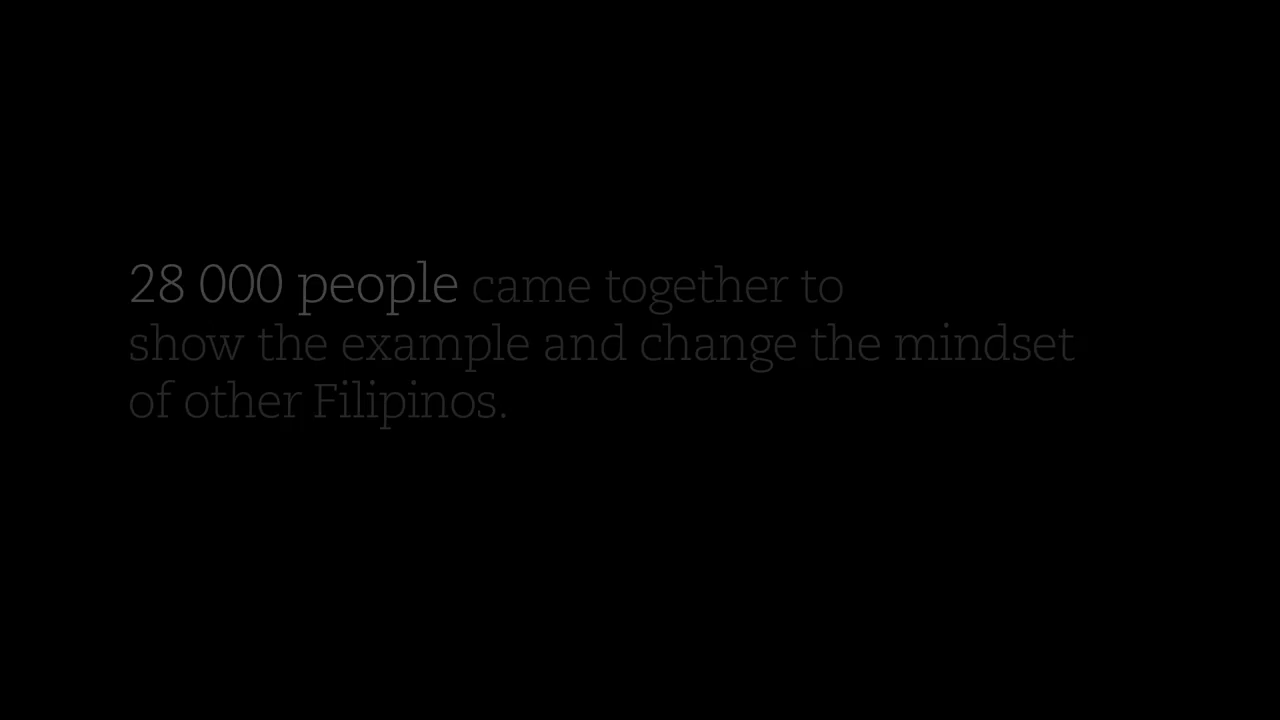 28 000 people came together to
show the example and change the mindset
of other Filipinos.